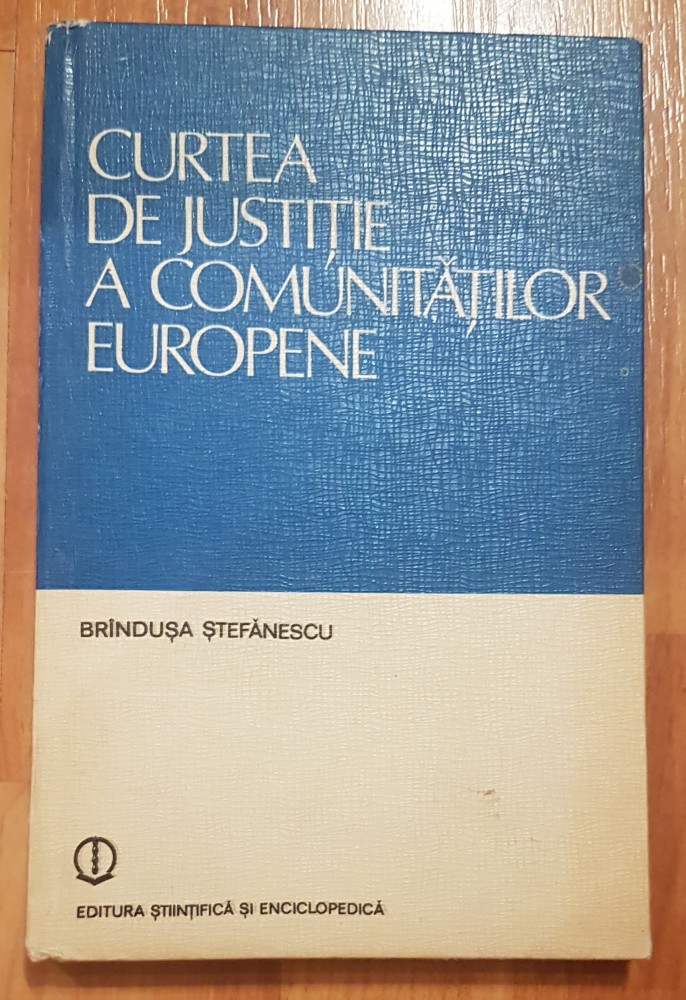 CURTEA
DE JUSTIȚIE
A COMUNITĂȚILOR
EUROPENE
BRÎNDUȘA ȘTEFĂNESCU
EDITURA ȘTIINȚIFICĂ ȘI ENCICLOPEDICĂ